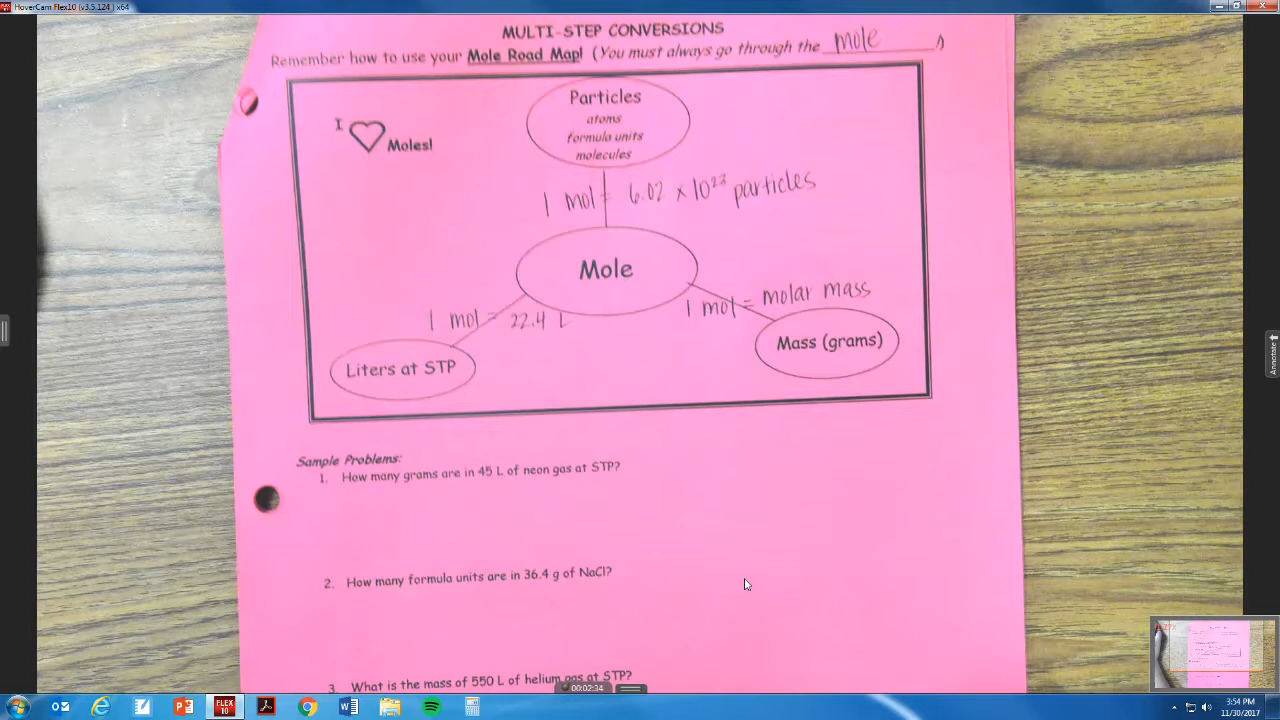 HoverCam Flex10 (v3.5.124 ) x64
MULTI-STEP CONVERSIONS
Remember how to use your Mole Road Map! (You must always go through the mole .)
I ♡ Moles!
Particles
atoms
formula units
molecules
1 mol = 6.02 x 10²³ particles
Mole
1 mol = 22.4 L
1 mol = molar mass
Liters at STP
Mass (grams)
Sample Problems:
1. How many grams are in 45 L of neon gas at STP?
2. How many formula units are in 36.4 g of NaCl?
3. What is the mass of 550 L of helium gas at STP?
00:02:34
Annotate
FLEX 10
3:54 PM
11/30/2017